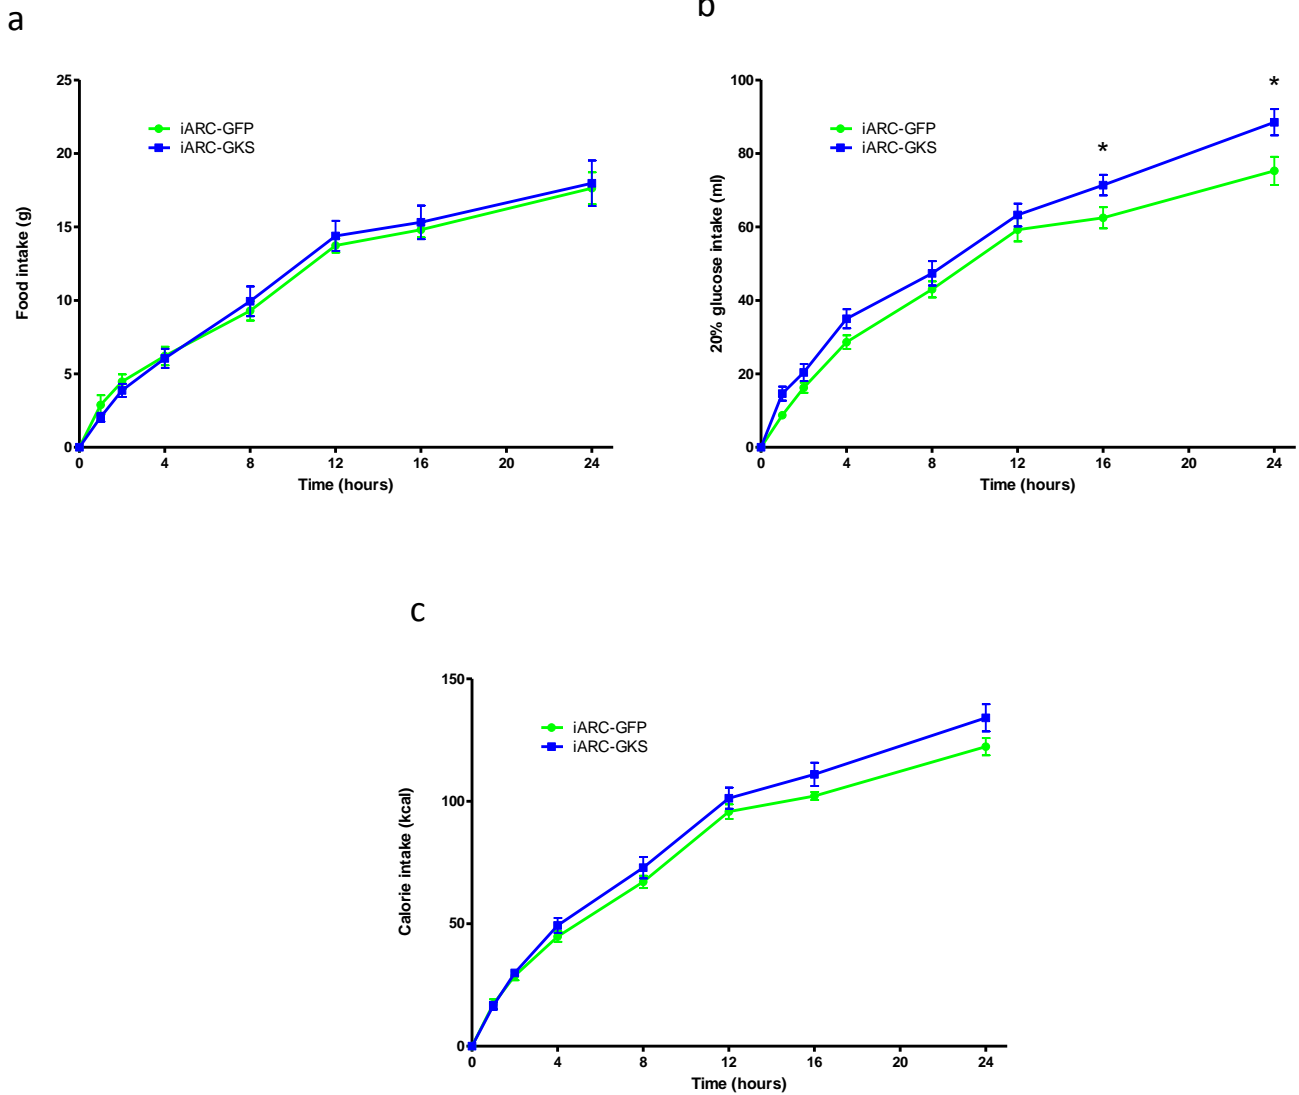 a
25
20
15
10
5
0
Food intake (g)
iARC-GFP
iARC-GKS
0 4 8 12 16 20 24
Time (hours)
b
100
80
60
40
20
0
20% glucose intake (ml)
iARC-GFP
iARC-GKS
*
*
0 4 8 12 16 20 24
Time (hours)
c
150
100
50
0
Calorie intake (kcal)
iARC-GFP
iARC-GKS
0 4 8 12 16 20 24
Time (hours)